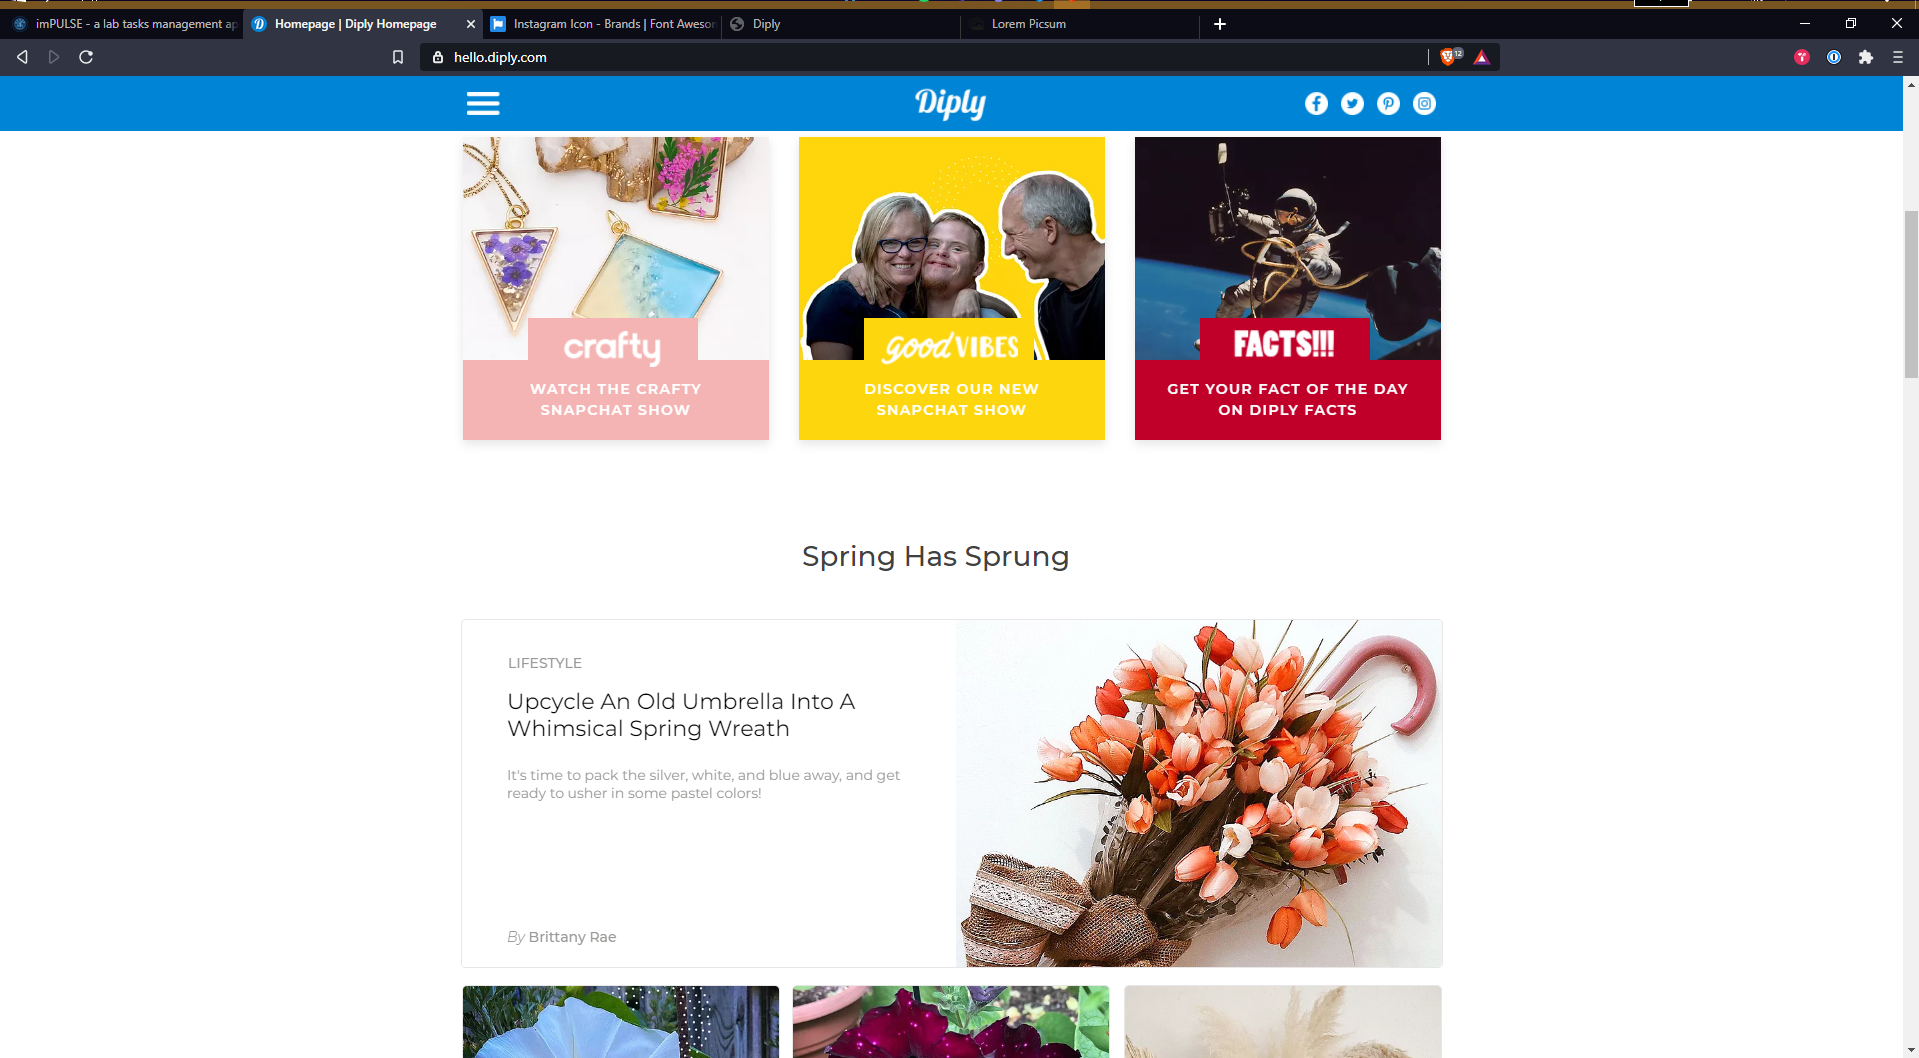 imPULSE - a lab tasks management ap
Homepage | Diply Homepage
Instagram Icon - Brands | Font Aweso
Diply
Lorem Picsum
hello.diply.com
12
Diply
crafty
WATCH THE CRAFTY
SNAPCHAT SHOW
good VIBES
DISCOVER OUR NEW
SNAPCHAT SHOW
FACTS!!!
GET YOUR FACT OF THE DAY
ON DIPLY FACTS
Spring Has Sprung
LIFESTYLE
Upcycle An Old Umbrella Into A
Whimsical Spring Wreath
It's time to pack the silver, white, and blue away, and get
ready to usher in some pastel colors!
By Brittany Rae